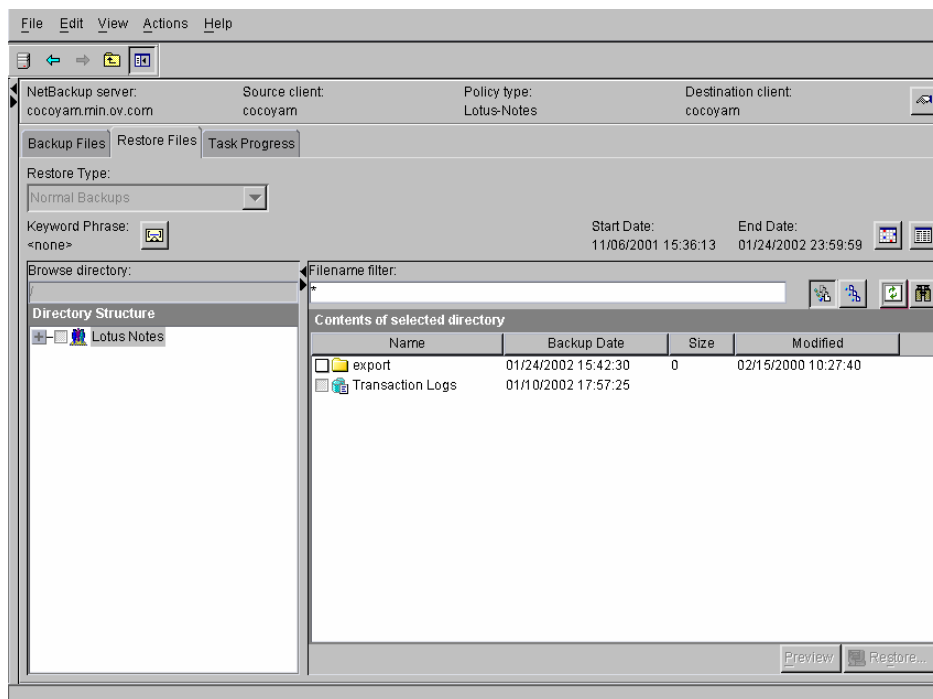 File Edit View Actions Help
NetBackup server: Source client: Policy type: Destination client:
cocoyarn.min.ov.com cocoyarn Lotus-Notes cocoyarn
Backup Files Restore Files Task Progress
Restore Type:
Normal Backups
Keyword Phrase: Start Date: End Date:
<none> 11/06/2001 15:36:13 01/24/2002 23:59:59
Browse directory: Filename filter:
/ *
Directory Structure Contents of selected directory
Lotus Notes Name Backup Date Size Modified
export 01/24/2002 15:42:30 0 02/15/2000 10:27:40
Transaction Logs 01/10/2002 17:57:25
Preview Restore...